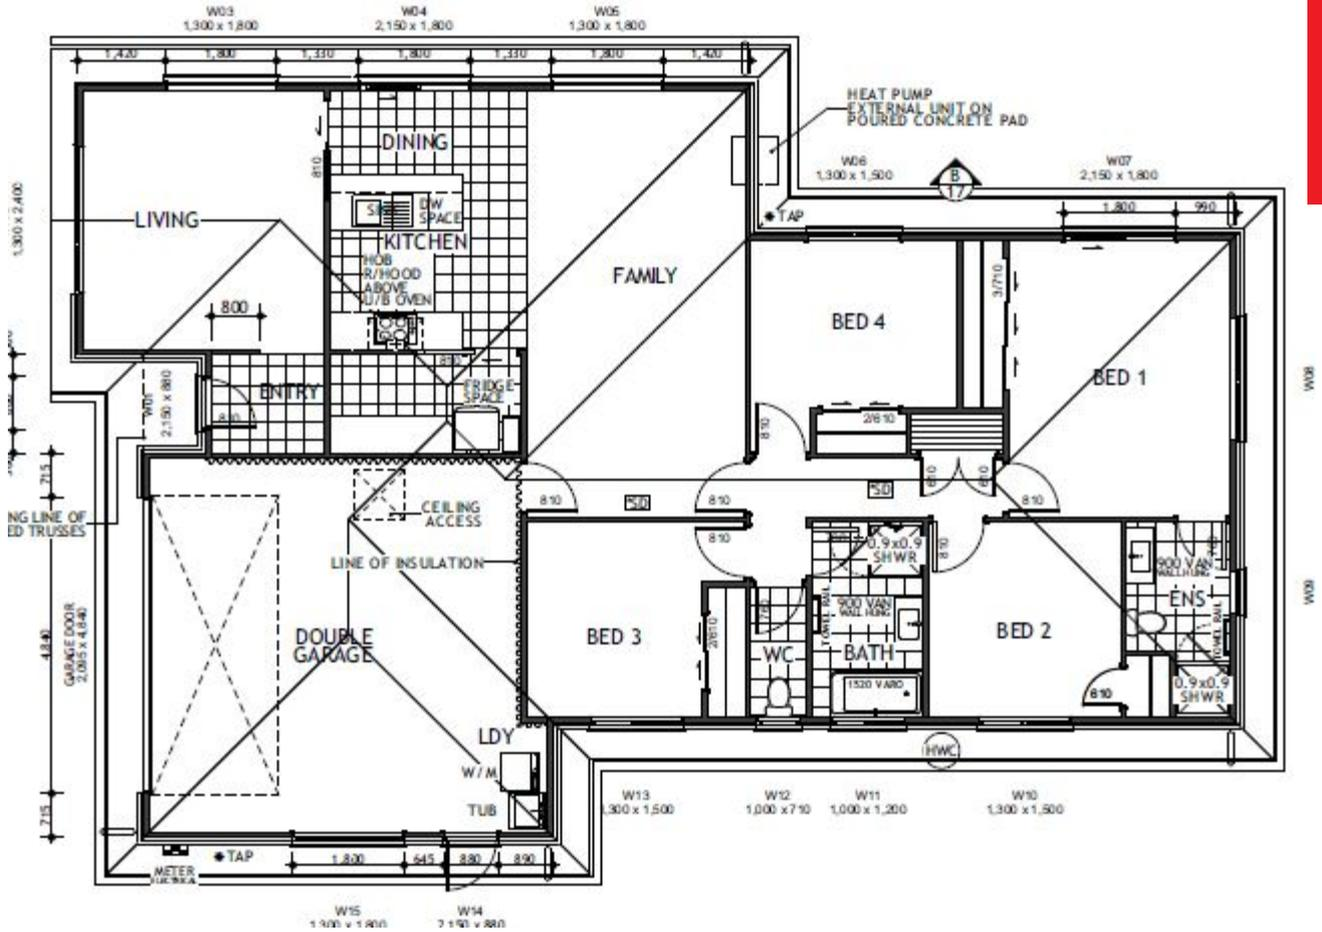 W03
1,300 x 1,800
W04
2,150 x 1,800
W05
1,300 x 1,800
1,420
1,800
1,330
1,800
1,330
1,800
1,420
HEAT PUMP
EXTERNAL UNIT ON
POURED CONCRETE PAD
W06
1,300 x 1,500
B
17
W07
2,150 x 1,800
1,800
990
TAP
DINING
810
1,300 x 2,400
LIVING
SINK
DW
SPACE
KITCHEN
HOB
R/HOOD
ABOVE
U/B OVEN
FAMILY
800
BED 4
3/710
BED 1
W08
810
ENTRY
FRIDGE
SPACE
W01
2,150 x 880
810
2/610
810
715
610
610
810
*SD
810
*SD
810
CEILING
ACCESS
LINE OF
TRUSSES
LINE OF INSULATION
810
0.9x0.9
SHWR
810
900 VAN
WALL HUNG
W09
4,840
GARAGE DOOR
2,095 x 4,840
DOUBLE
GARAGE
BED 3
2/610
760
WC
TOWEL RAIL
900 VAN
WALL HUNG
BATH
BED 2
ENS
TOWEL RAIL
1520 VARO
810
0.9x0.9
SHWR
LDY
W/M
TUB
HWC
715
W13
1,300 x 1,500
W12
1,000 x 710
W11
1,000 x 1,200
W10
1,300 x 1,500
METER
TAP
1,800
645
880
890
W15
1,300 x 1,800
W14
2,150 x 880